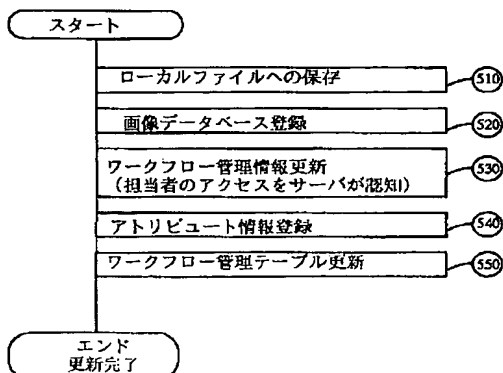 スタート
ローカルファイルへの保存 510
画像データベース登録 520
ワークフロー管理情報更新
(担当者のアクセスをサーバが認知) 530
アトリビュート情報登録 540
ワークフロー管理テーブル更新 550
エンド
更新完了